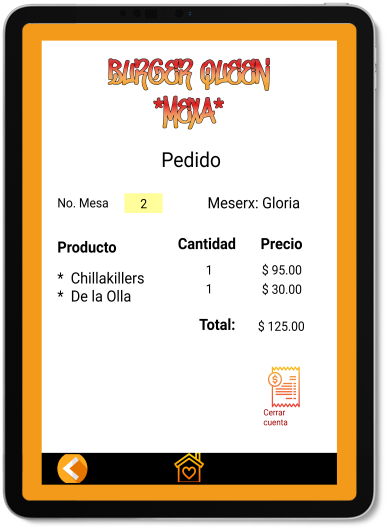 BURGER QUEEN
*MEXA*
Pedido
No. Mesa 2 Meserx: Gloria
Producto Cantidad Precio
* Chillakillers 1 $ 95.00
* De la Olla 1 $ 30.00
Total: $ 125.00
$
Cerrar
cuenta